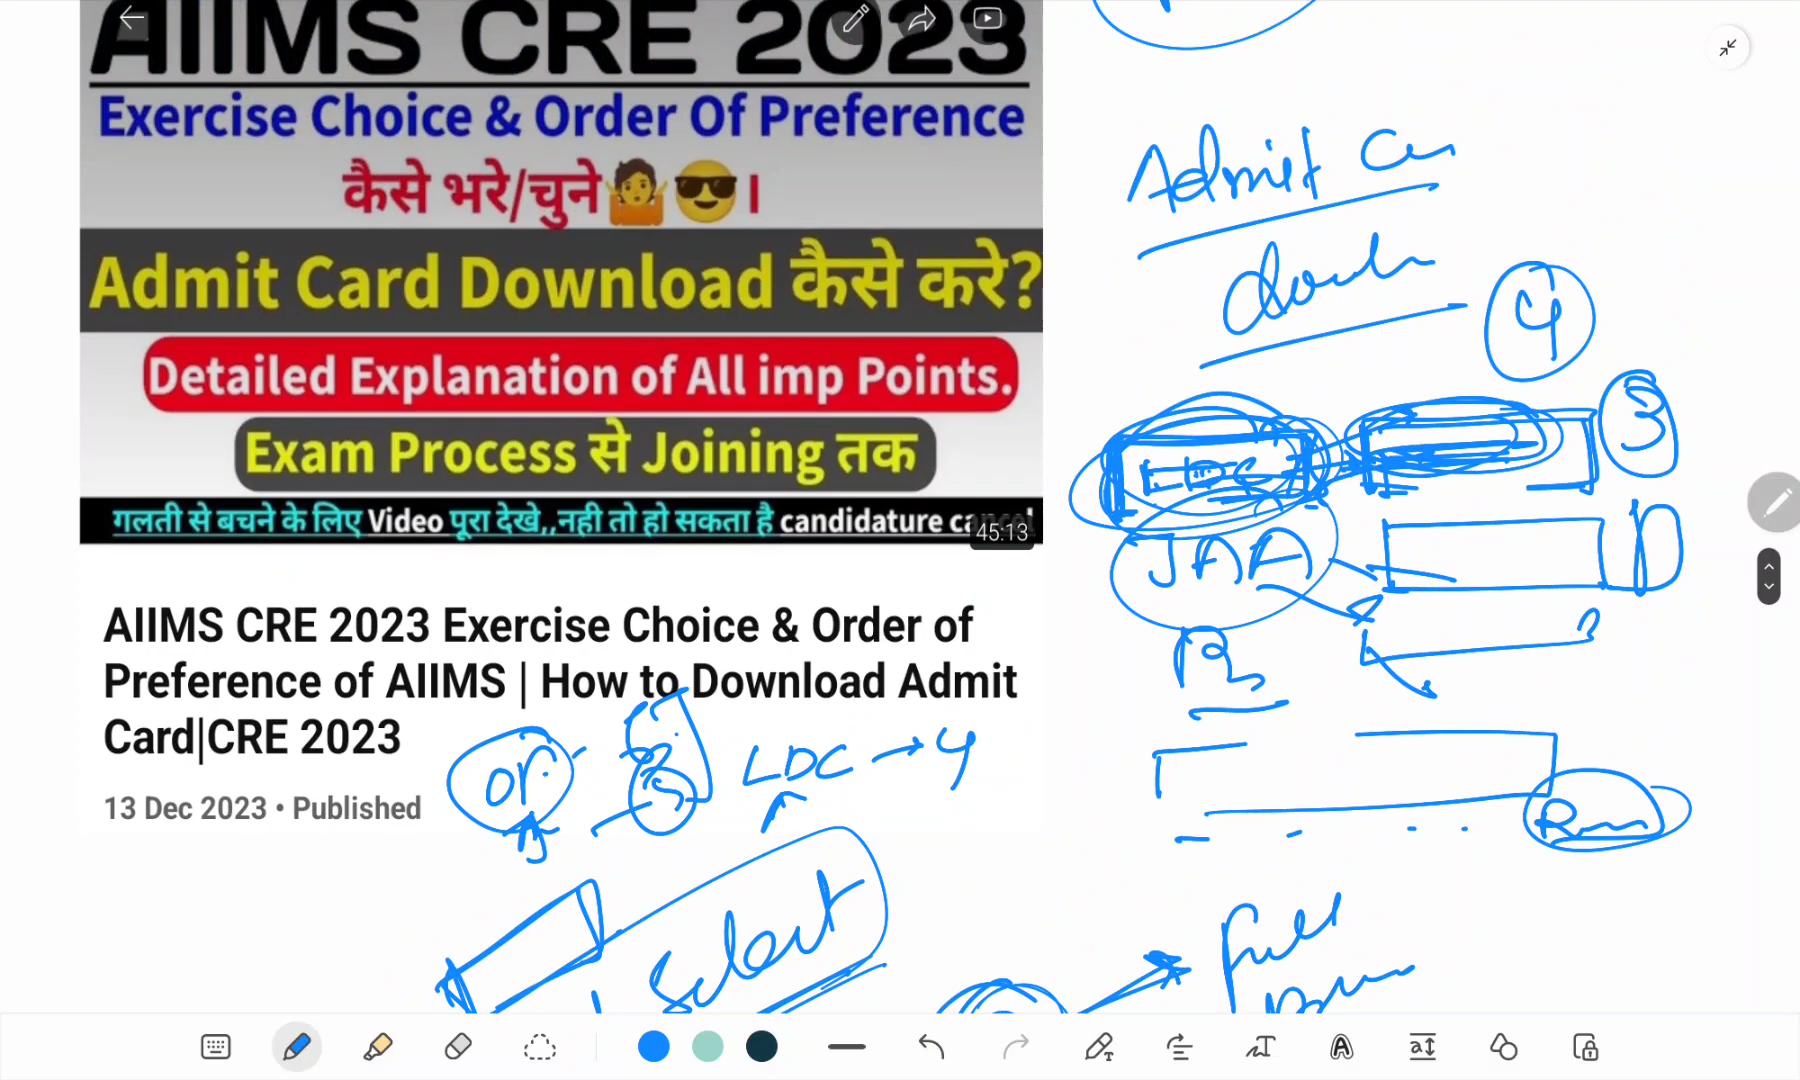 AIIMS CRE 2023
Exercise Choice & Order Of Preference
कैसे भरे/चुने🤷😎।
Admit Card Download कैसे करे?
Detailed Explanation of All imp Points.
Exam Process से Joining तक
गलती से बचने के लिए Video पूरा देखे,,नही तो हो सकता है candidature cancel
45:13
AIIMS CRE 2023 Exercise Choice & Order of
Preference of AIIMS | How to Download Admit
Card|CRE 2023
13 Dec 2023 • Published
Admit
4
3
JAA
or
LDC → 4
Select
Full